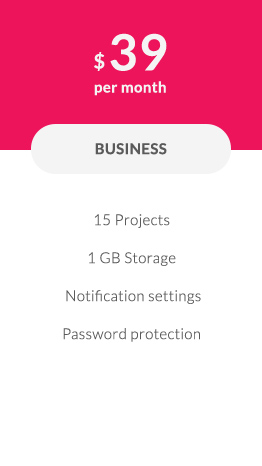 $39
per month
BUSINESS
15 Projects
1 GB Storage
Notification settings
Password protection